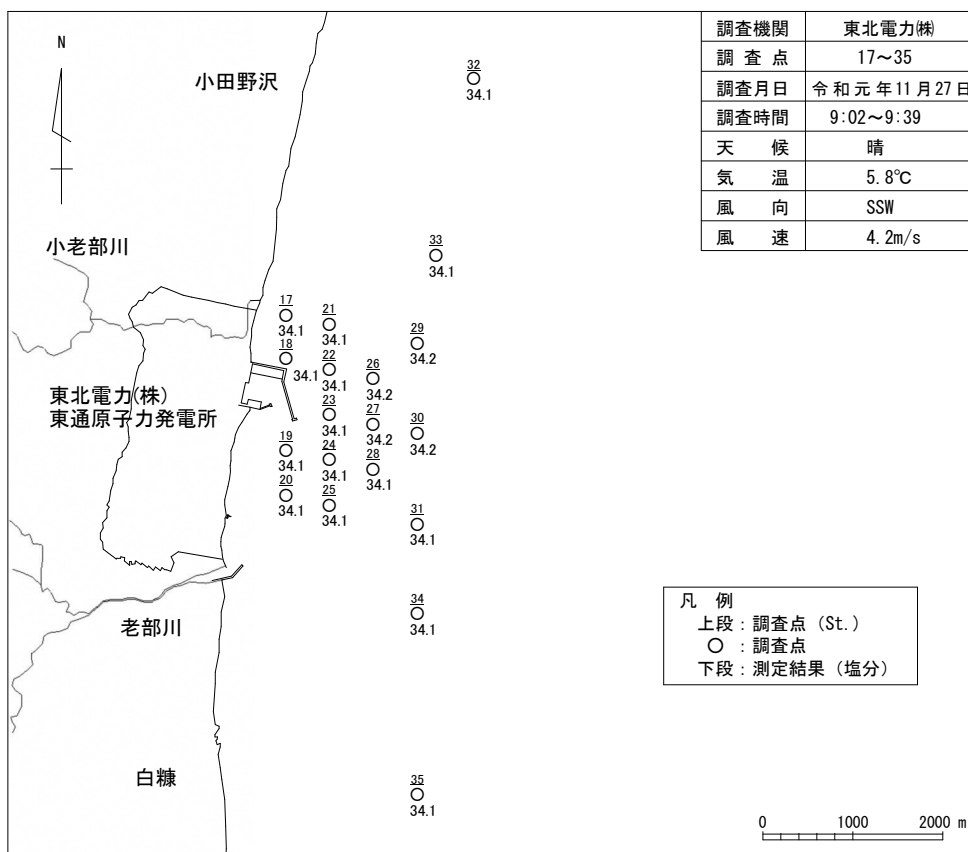 調査機関 東北電力㈱
調査点 17～35
調査月日 令和元年11月27日
調査時間 9:02～9:39
天候 晴
気温 5.8℃
風向 SSW
風速 4.2m/s
N
小田野沢
32
34.1
小老部川
33
34.1
17
34.1
21
34.1
18
34.1
29
34.2
22
34.1
26
34.2
東北電力(株)
東通原子力発電所
23
34.1
27
34.2
30
34.2
19
34.1
24
34.1
28
34.1
20
34.1
25
34.1
31
34.1
34
34.1
老部川
凡 例
上段：調査点（St.）
○ ：調査点
下段：測定結果（塩分）
白糠
35
34.1
0 1000 2000 m